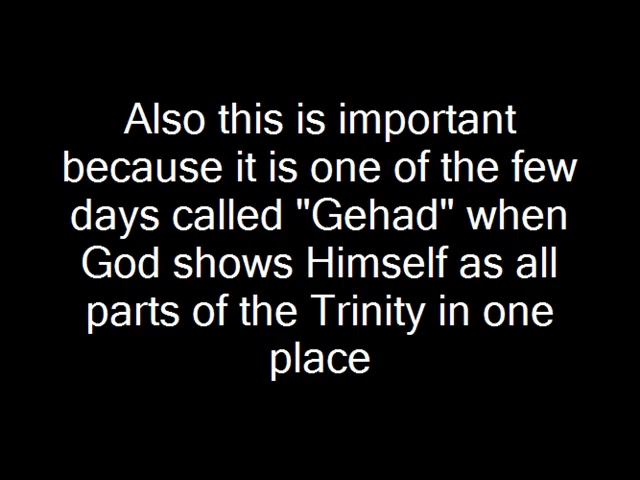 Also this is important
because it is one of the few
days called "Gehad" when
God shows Himself as all
parts of the Trinity in one
place